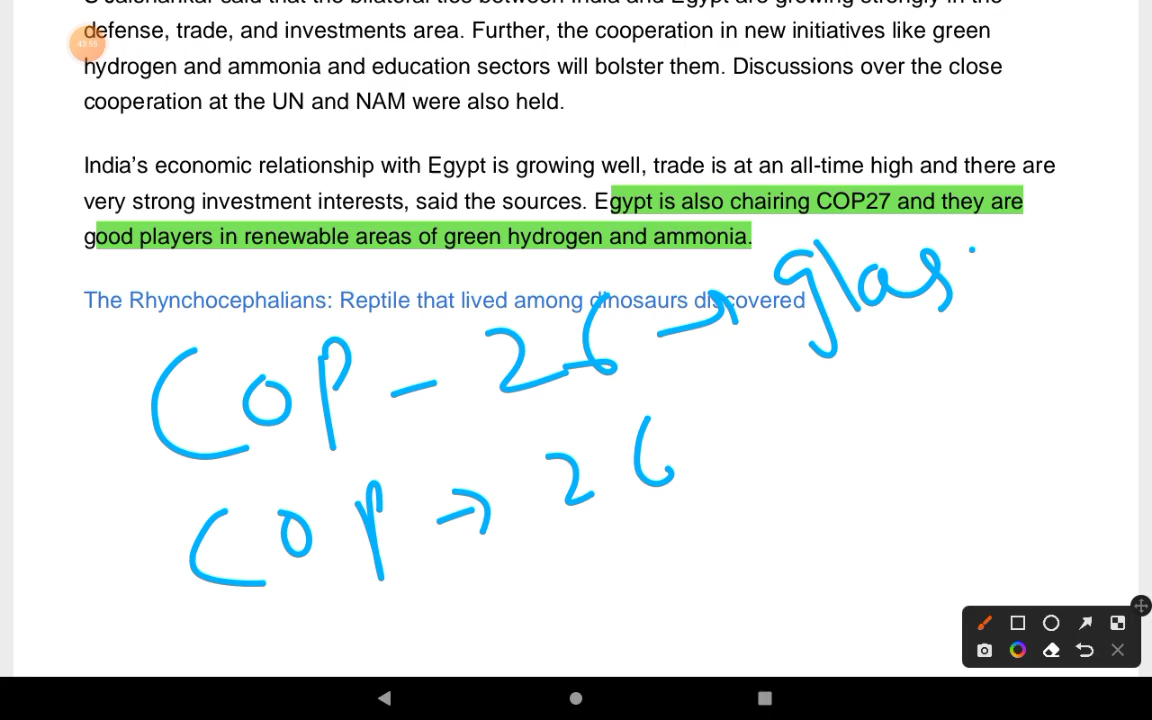 defense, trade, and investments area. Further, the cooperation in new initiatives like green
43:55
hydrogen and ammonia and education sectors will bolster them. Discussions over the close
cooperation at the UN and NAM were also held.
India’s economic relationship with Egypt is growing well, trade is at an all-time high and there are
very strong investment interests, said the sources. Egypt is also chairing COP27 and they are
good players in renewable areas of green hydrogen and ammonia.
The Rhynchocephalians: Reptile that lived among dinosaurs discovered
COP - 26 → glas
COP → 26